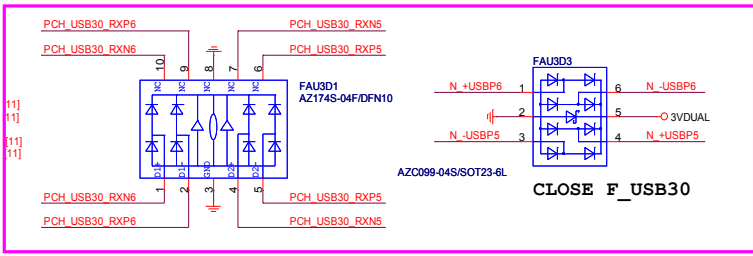 PCH_USB30_RXP6
PCH_USB30_RXN5
PCH_USB30_RXN6
PCH_USB30_RXP5
10
9
8
7
6
NC
NC
NC
NC
FAU3D1
AZ174S-04F/DFN10
11]
11]
[11]
[11]
D1+
D1-
GND
D2+
D2-
1
2
3
4
5
PCH_USB30_RXN6
PCH_USB30_RXP5
PCH_USB30_RXP6
PCH_USB30_RXN5
FAU3D3
N_+USBP6
1
6
N_-USBP6
2
5
3VDUAL
N_-USBP5
3
4
N_+USBP5
AZC099-04S/SOT23-6L
CLOSE F_USB30